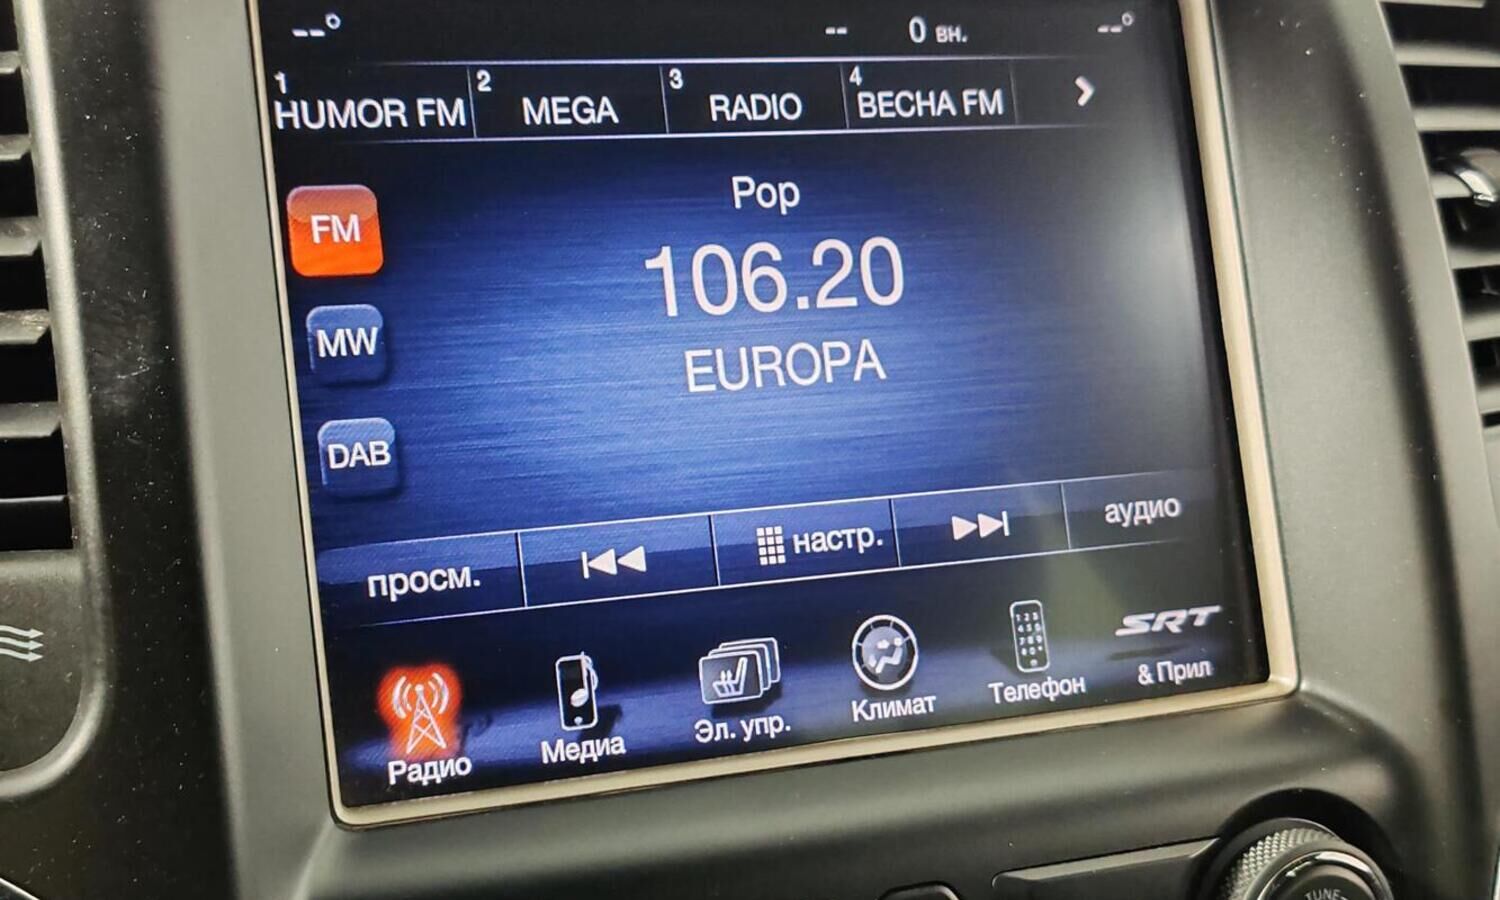 --° -- 0 вн. --°
1 HUMOR FM 2 MEGA 3 RADIO 4 ВЕСНА FM
Pop
FM
106.20
MW
EUROPA
DAB
просм. настр. аудио
Радио Медиа Эл. упр. Климат Телефон SRT & Прил
TUNE